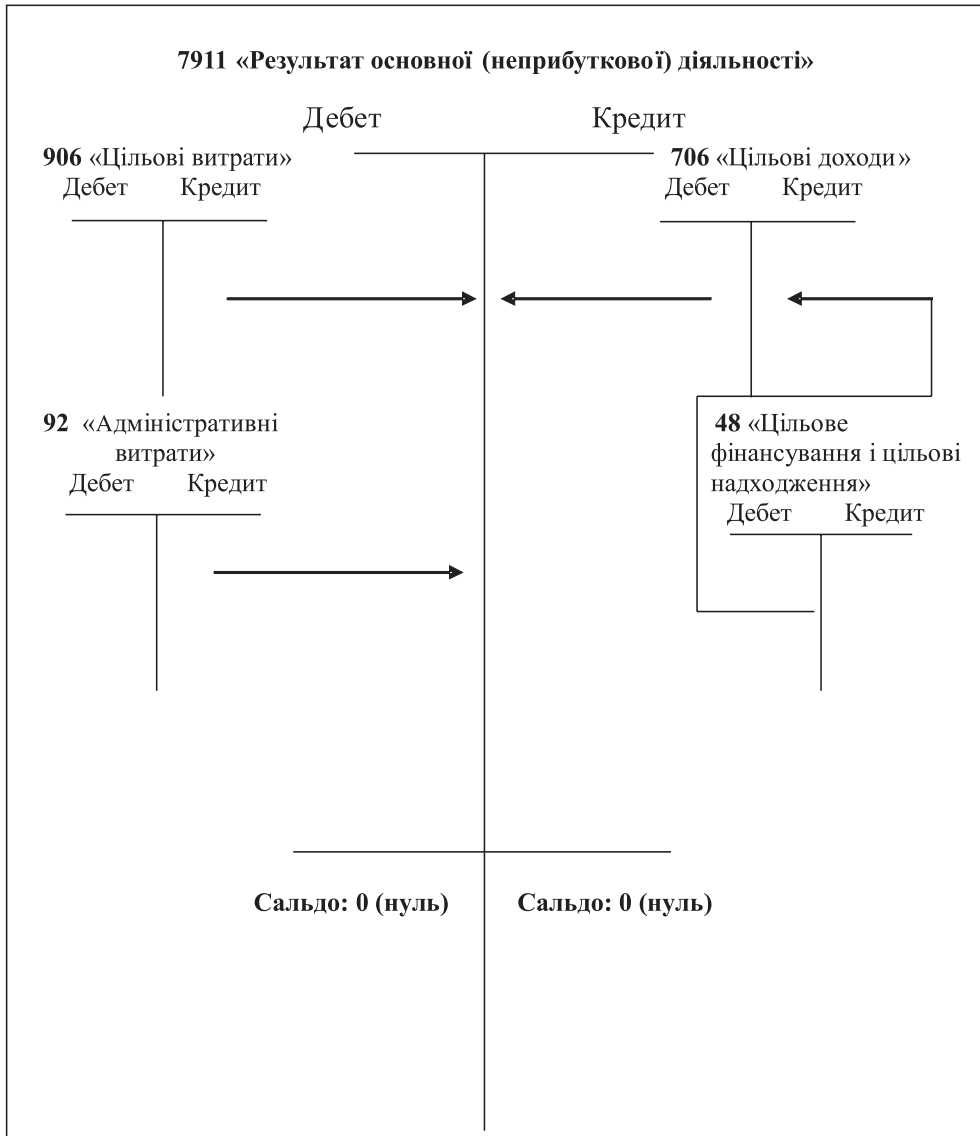 7911 «Результат основної (неприбуткової) діяльності»
Дебет Кредит
906 «Цільові витрати»
Дебет Кредит
706 «Цільові доходи»
Дебет Кредит
92 «Адміністративні
витрати»
Дебет Кредит
48 «Цільове
фінансування і цільові
надходження»
Дебет Кредит
Сальдо: 0 (нуль) Сальдо: 0 (нуль)